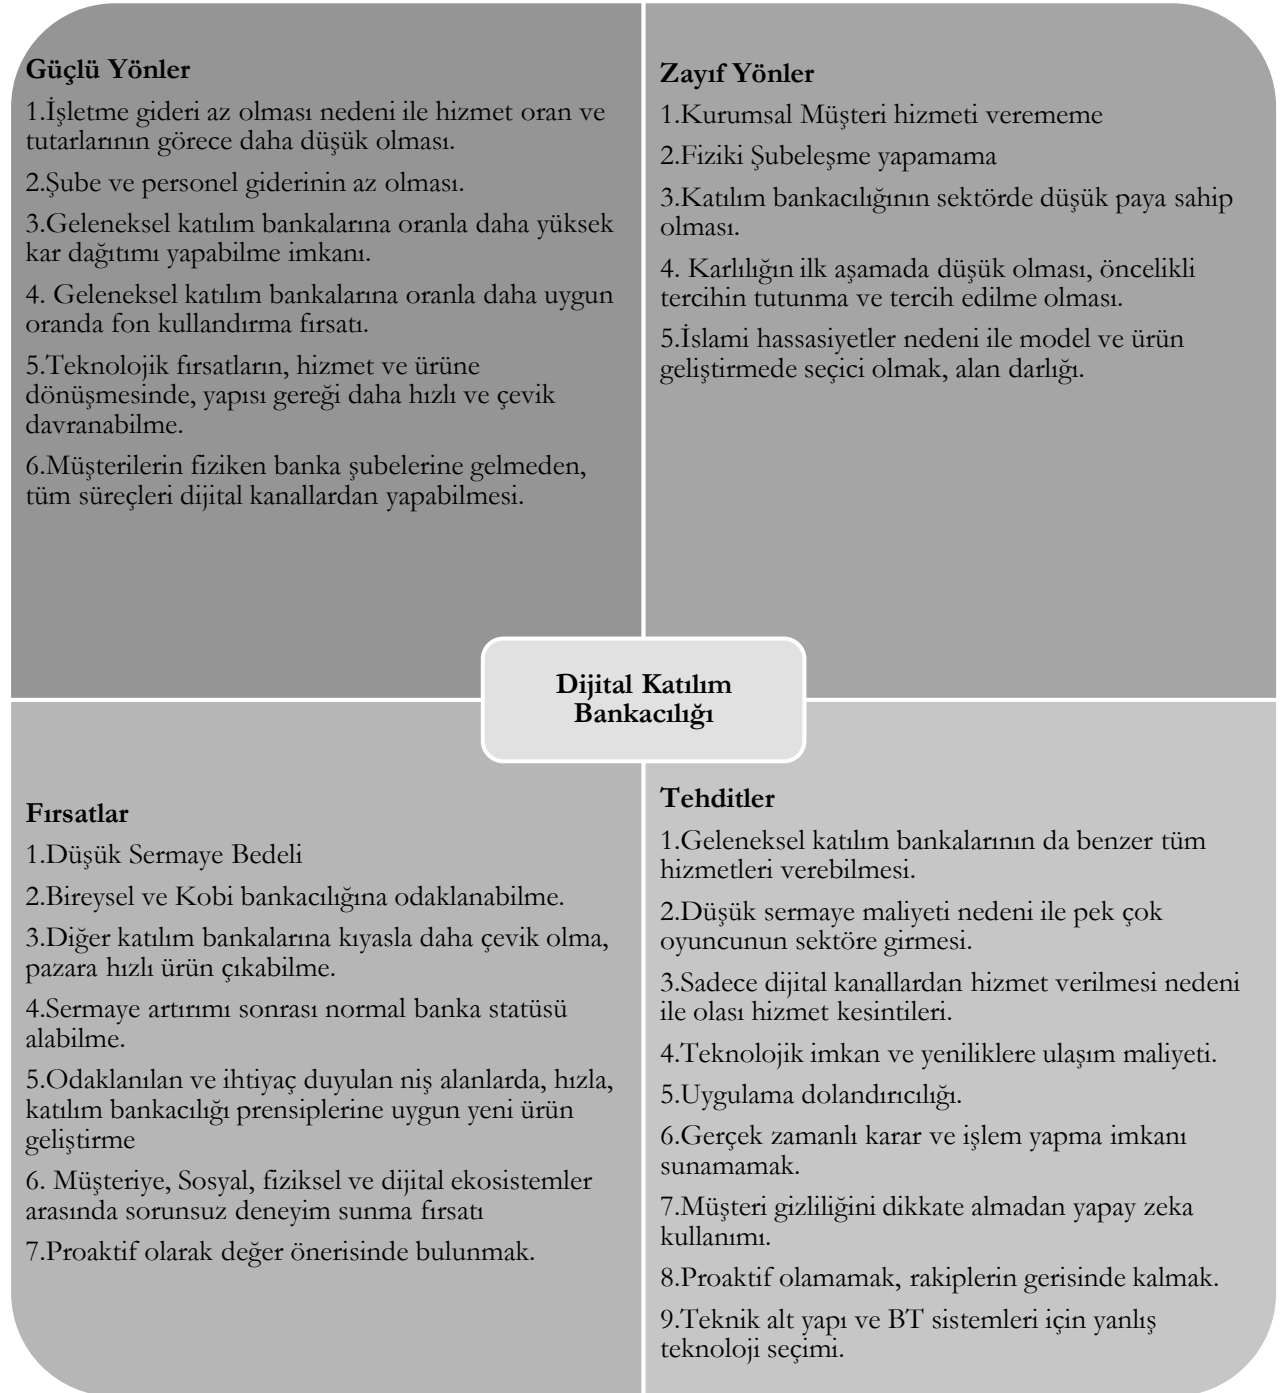 Güçlü Yönler
1.İşletme gideri az olması nedeni ile hizmet oran ve
tutarlarının görece daha düşük olması.
2.Şube ve personel giderinin az olması.
3.Geleneksel katılım bankalarına oranla daha yüksek
kar dağıtımı yapabilme imkanı.
4. Geleneksel katılım bankalarına oranla daha uygun
oranda fon kullandırma fırsatı.
5.Teknolojik fırsatların, hizmet ve ürüne
dönüşmesinde, yapısı gereği daha hızlı ve çevik
davranabilme.
6.Müşterilerin fiziken banka şubelerine gelmeden,
tüm süreçleri dijital kanallardan yapabilmesi.
Zayıf Yönler
1.Kurumsal Müşteri hizmeti verememe
2.Fiziki Şubeleşme yapamama
3.Katılım bankacılığının sektörde düşük paya sahip
olması.
4. Karlılığın ilk aşamada düşük olması, öncelikli
tercihin tutunma ve tercih edilme olması.
5.İslami hassasiyetler nedeni ile model ve ürün
geliştirmede seçici olmak, alan darlığı.
Dijital Katılım
Bankacılığı
Fırsatlar
1.Düşük Sermaye Bedeli
2.Bireysel ve Kobi bankacılığına odaklanabilme.
3.Diğer katılım bankalarına kıyasla daha çevik olma,
pazara hızlı ürün çıkabilme.
4.Sermaye artırımı sonrası normal banka statüsü
alabilme.
5.Odaklanılan ve ihtiyaç duyulan niş alanlarda, hızla,
katılım bankacılığı prensiplerine uygun yeni ürün
geliştirme
6. Müşteriye, Sosyal, fiziksel ve dijital ekosistemler
arasında sorunsuz deneyim sunma fırsatı
7.Proaktif olarak değer önerisinde bulunmak.
Tehditler
1.Geleneksel katılım bankalarının da benzer tüm
hizmetleri verebilmesi.
2.Düşük sermaye maliyeti nedeni ile pek çok
oyuncunun sektöre girmesi.
3.Sadece dijital kanallardan hizmet verilmesi nedeni
ile olası hizmet kesintileri.
4.Teknolojik imkan ve yeniliklere ulaşım maliyeti.
5.Uygulama dolandırıcılığı.
6.Gerçek zamanlı karar ve işlem yapma imkanı
sunamamak.
7.Müşteri gizliliğini dikkate almadan yapay zeka
kullanımı.
8.Proaktif olamamak, rakiplerin gerisinde kalmak.
9.Teknik alt yapı ve BT sistemleri için yanlış
teknoloji seçimi.